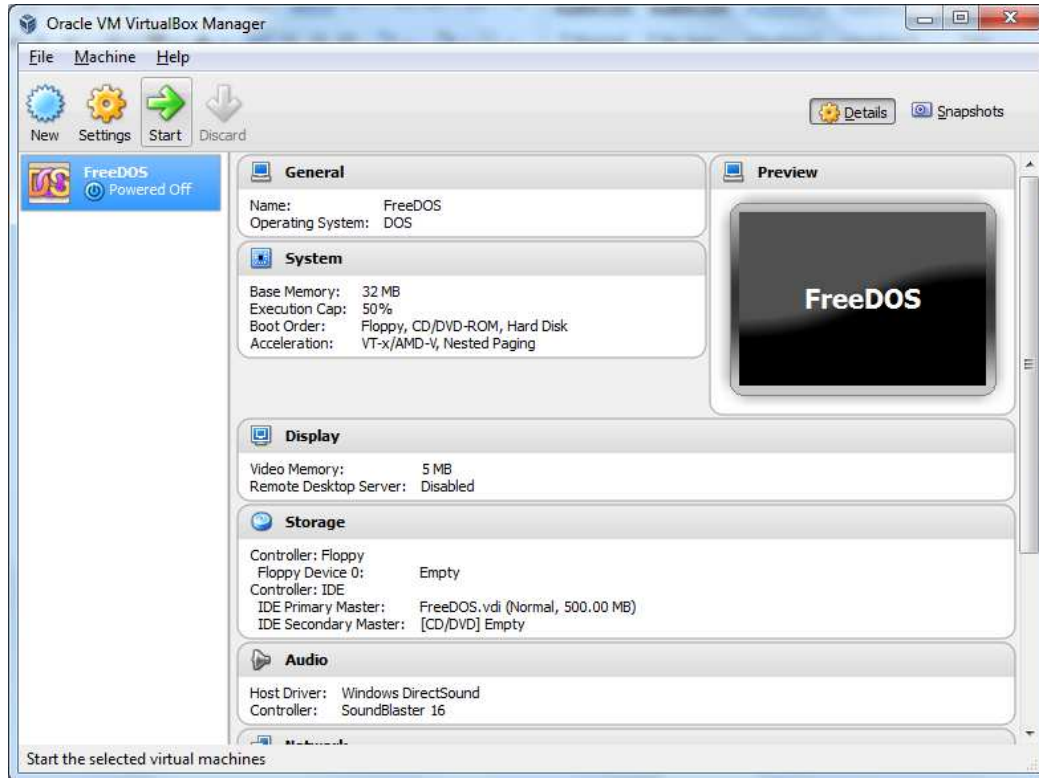 Oracle VM VirtualBox Manager
File Machine Help
New Settings Start Discard
Details Snapshots
FreeDOS
Powered Off
General
Name: FreeDOS
Operating System: DOS
System
Base Memory: 32 MB
Execution Cap: 50%
Boot Order: Floppy, CD/DVD-ROM, Hard Disk
Acceleration: VT-x/AMD-V, Nested Paging
Preview
FreeDOS
Display
Video Memory: 5 MB
Remote Desktop Server: Disabled
Storage
Controller: Floppy
Floppy Device 0: Empty
Controller: IDE
IDE Primary Master: FreeDOS.vdi (Normal, 500.00 MB)
IDE Secondary Master: [CD/DVD] Empty
Audio
Host Driver: Windows DirectSound
Controller: SoundBlaster 16
Network
Start the selected virtual machines